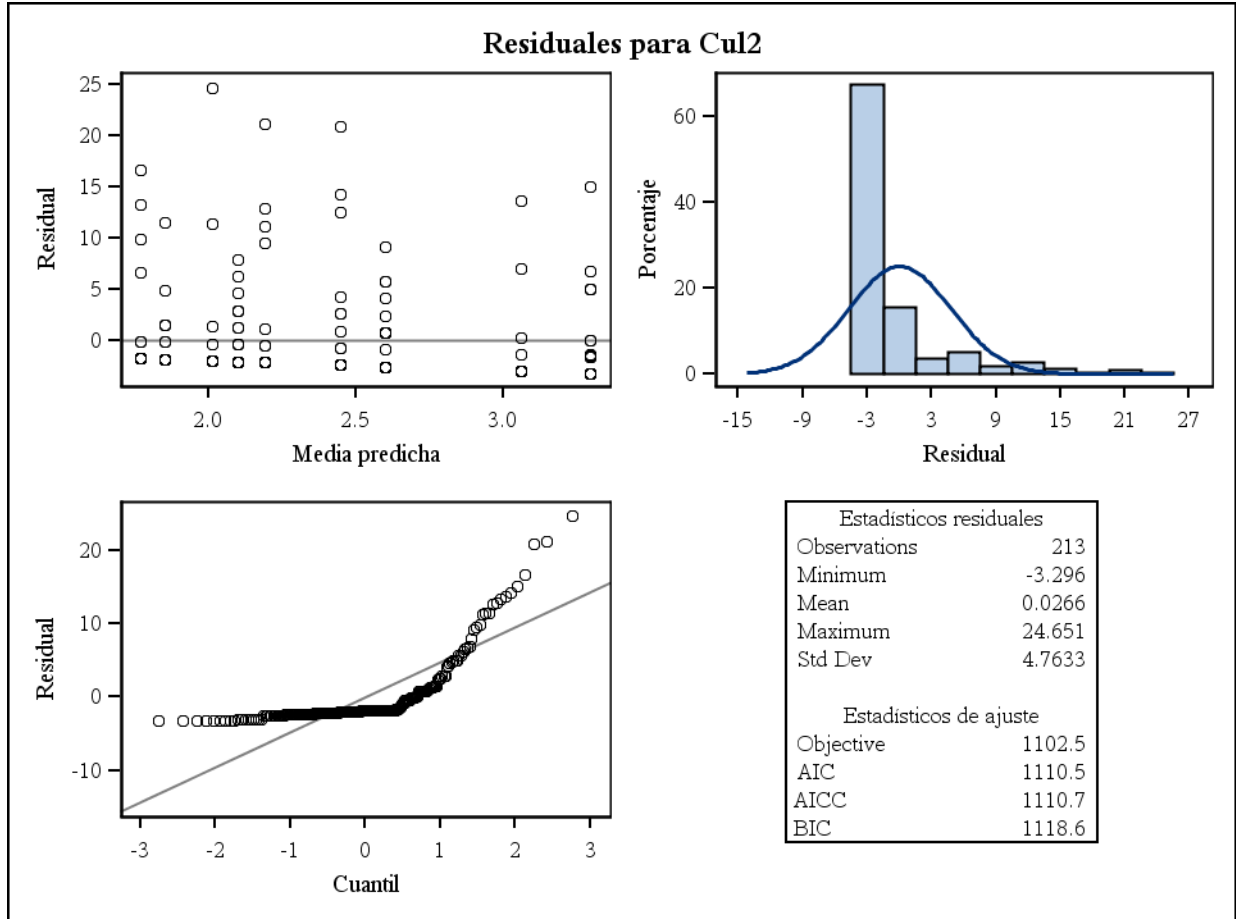 Residuales para Cul2
25
20
15
10
5
0
Residual
2.0 2.5 3.0
Media predicha
60
40
20
0
Porcentaje
-15 -9 -3 3 9 15 21 27
Residual
20
10
0
-10
Residual
-3 -2 -1 0 1 2 3
Cuantil
Estadísticos residuales
Observations 213
Minimum -3.296
Mean 0.0266
Maximum 24.651
Std Dev 4.7633
Estadísticos de ajuste
Objective 1102.5
AIC 1110.5
AICC 1110.7
BIC 1118.6